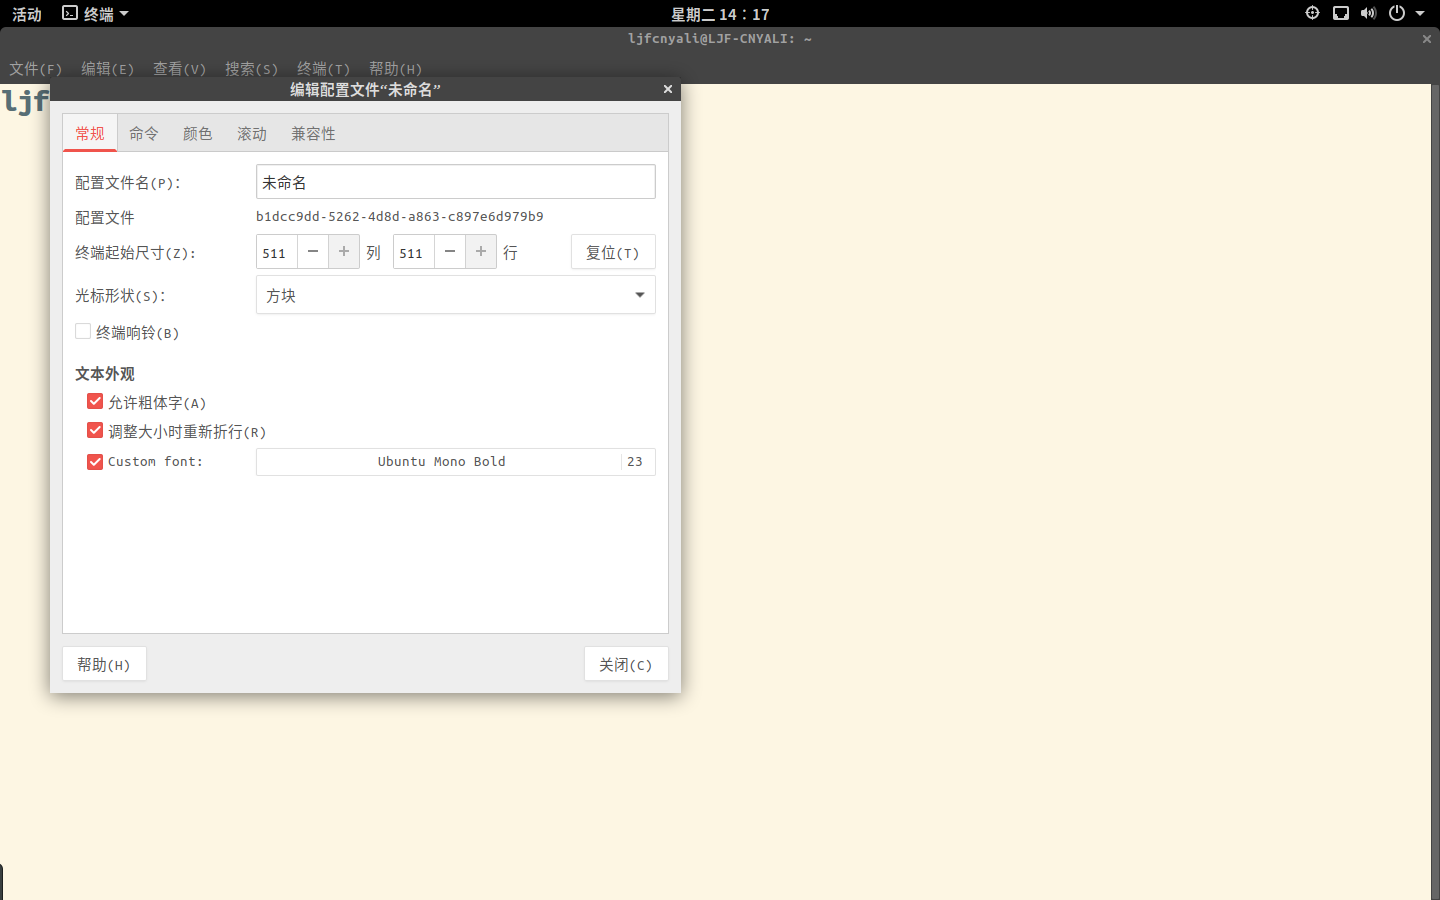 活动 终端 星期二 14：17
ljfcnyali@LJF-CNYALI: ~
文件(F) 编辑(E) 查看(V) 搜索(S) 终端(T) 帮助(H)
ljf
编辑配置文件“未命名”
常规 命令 颜色 滚动 兼容性
配置文件名(P)： 未命名
配置文件 b1dcc9dd-5262-4d8d-a863-c897e6d979b9
终端起始尺寸(Z)： 511 列 511 行 复位(T)
光标形状(S)： 方块
终端响铃(B)
文本外观
允许粗体字(A)
调整大小时重新折行(R)
Custom font: Ubuntu Mono Bold 23
帮助(H) 关闭(C)